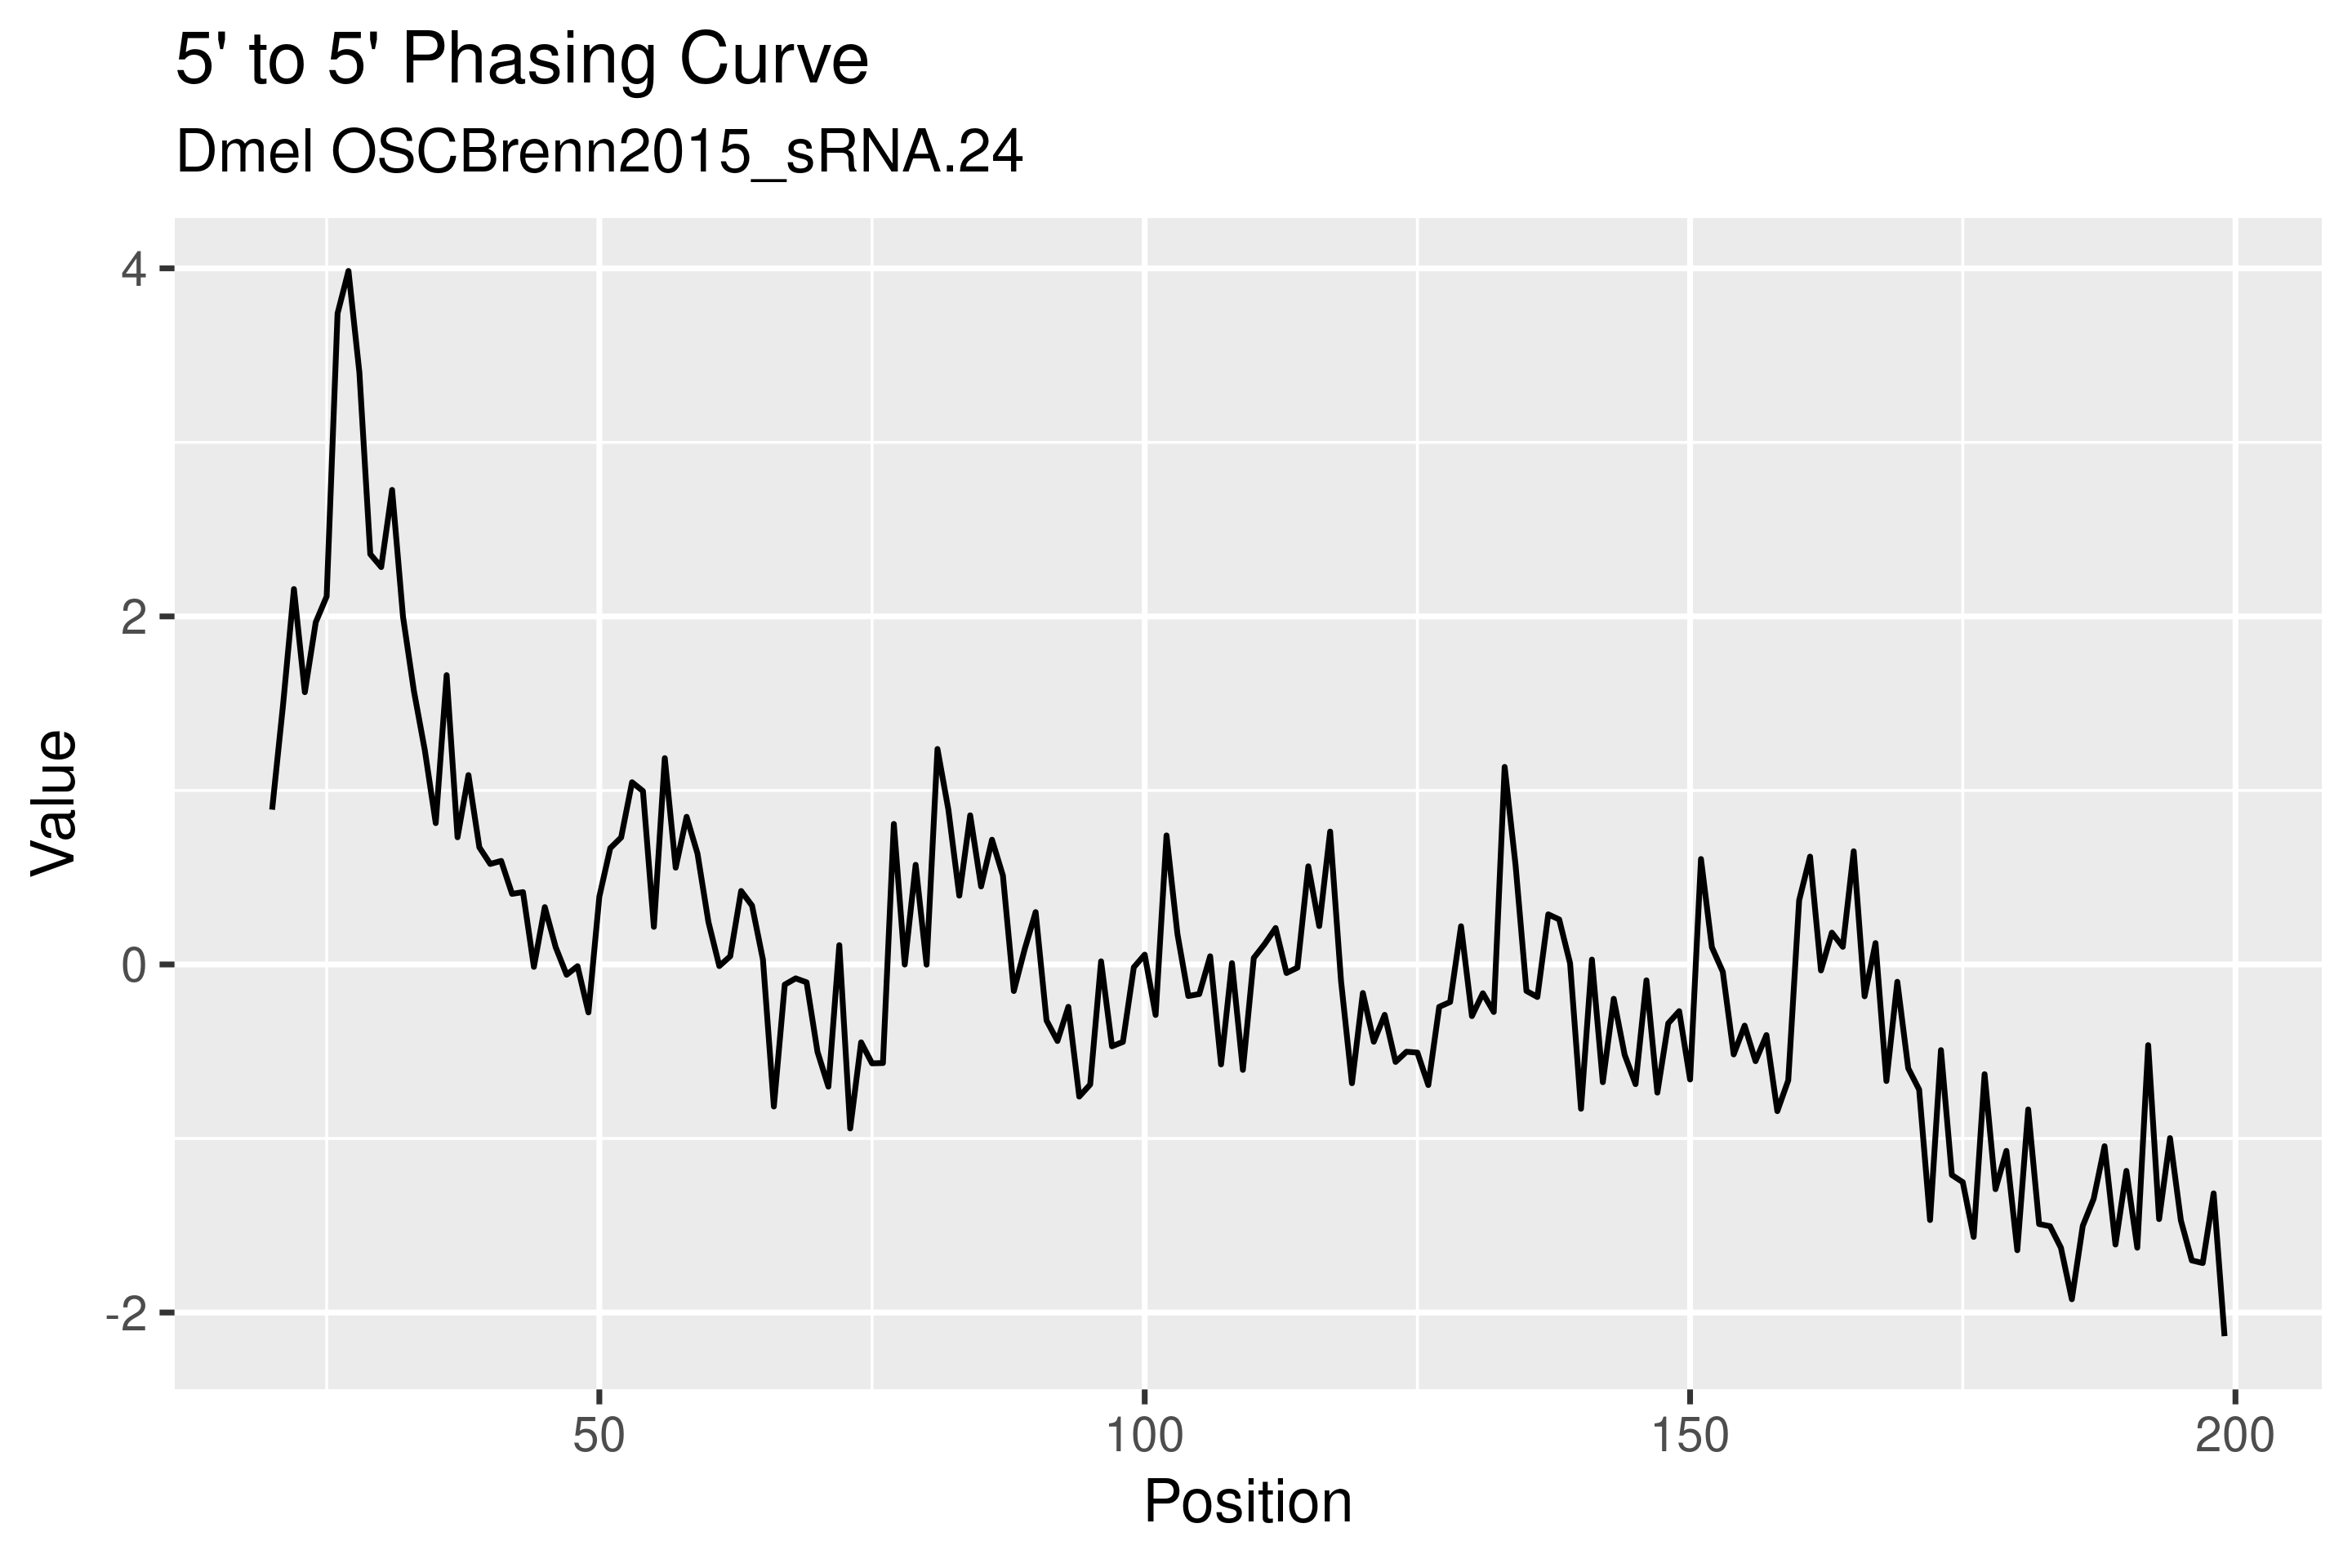 5' to 5' Phasing Curve
Dmel OSCBrenn2015_sRNA.24
4
2
0
-2
Value
50 100 150 200
Position